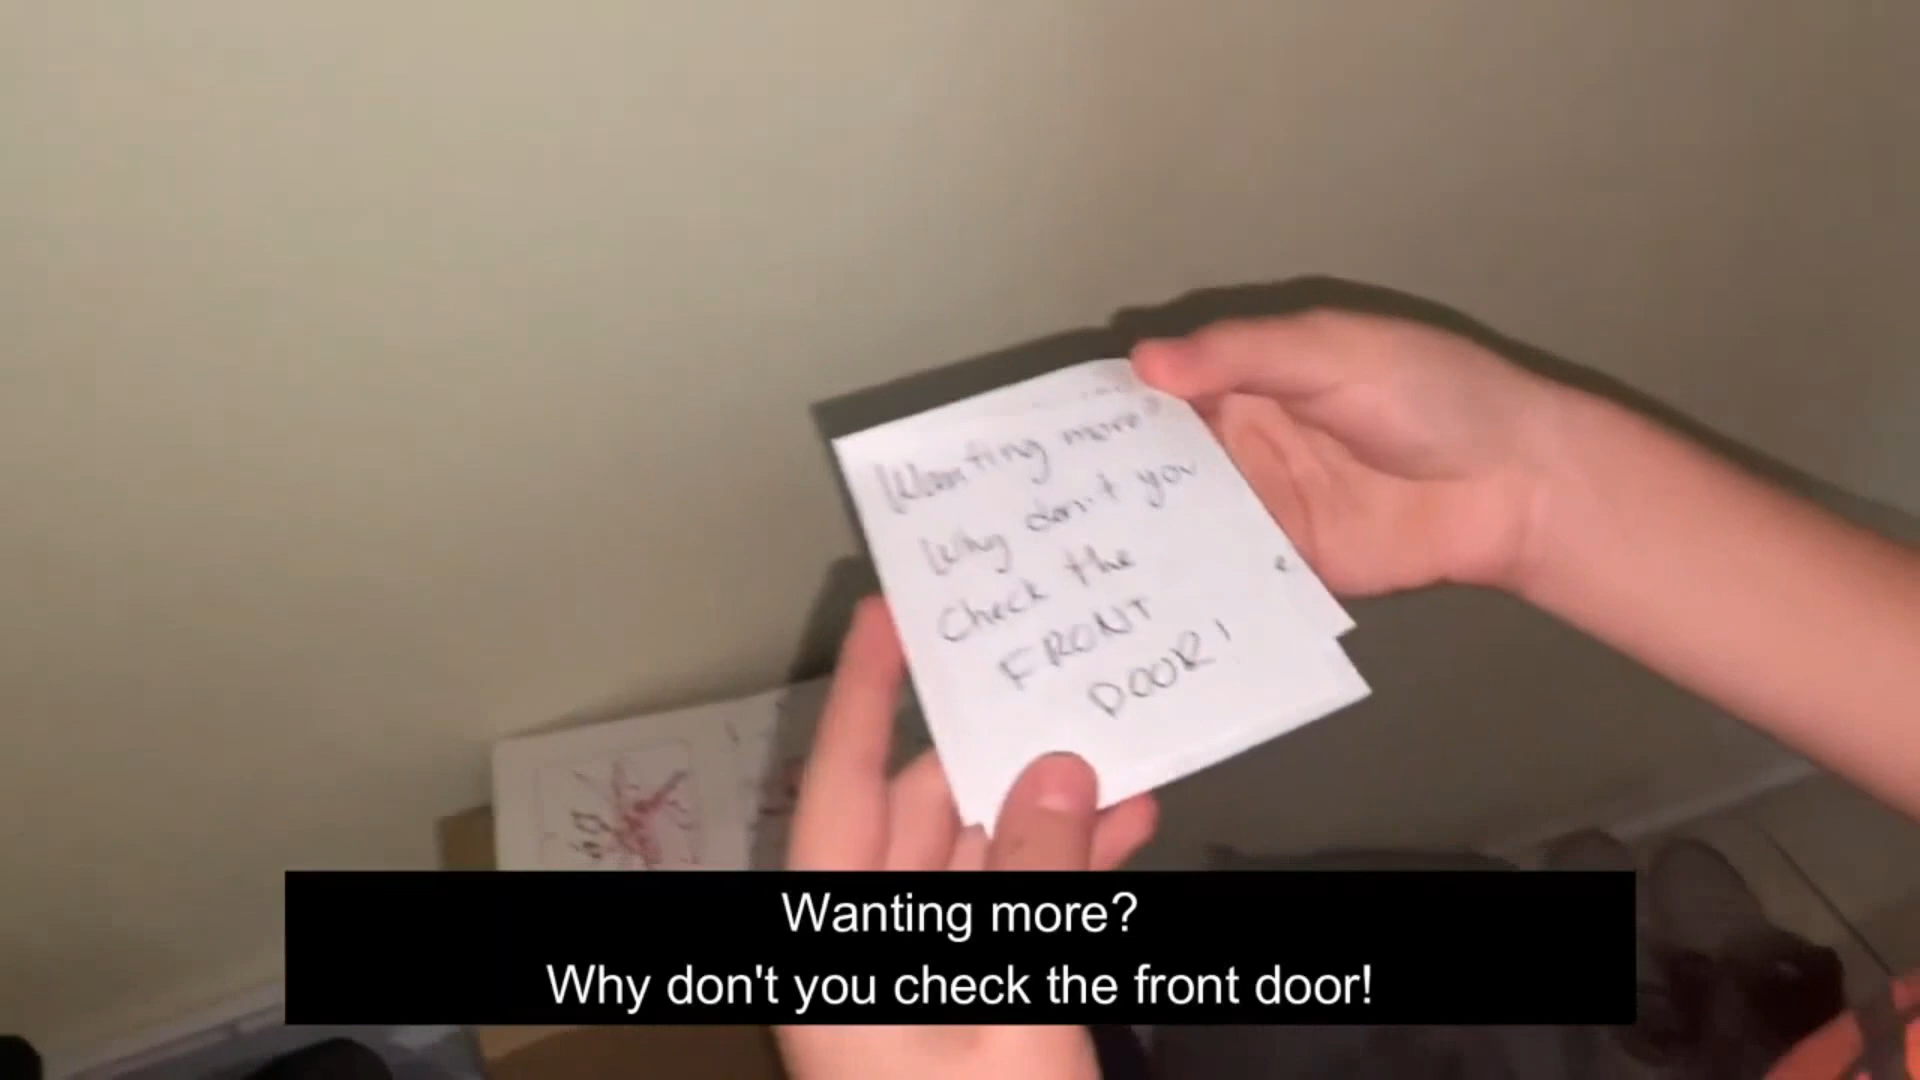 Wanting more?
Why don't you
Check the
FRONT
DOOR!
Wanting more?
Why don't you check the front door!